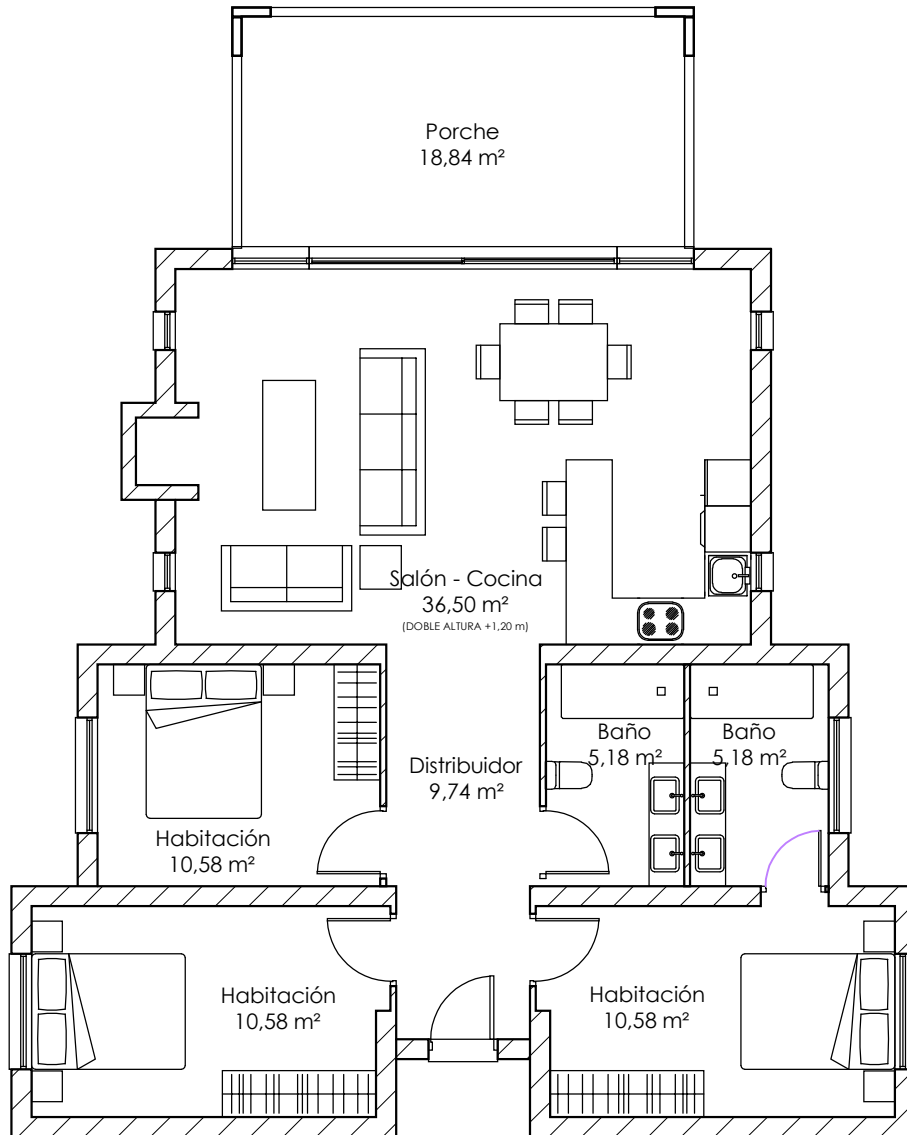 Porche
18,84 m²
Salón - Cocina
36,50 m²
(DOBLE ALTURA +1,20 m)
Baño
5,18 m²
Baño
5,18 m²
Distribuidor
9,74 m²
Habitación
10,58 m²
Habitación
10,58 m²
Habitación
10,58 m²